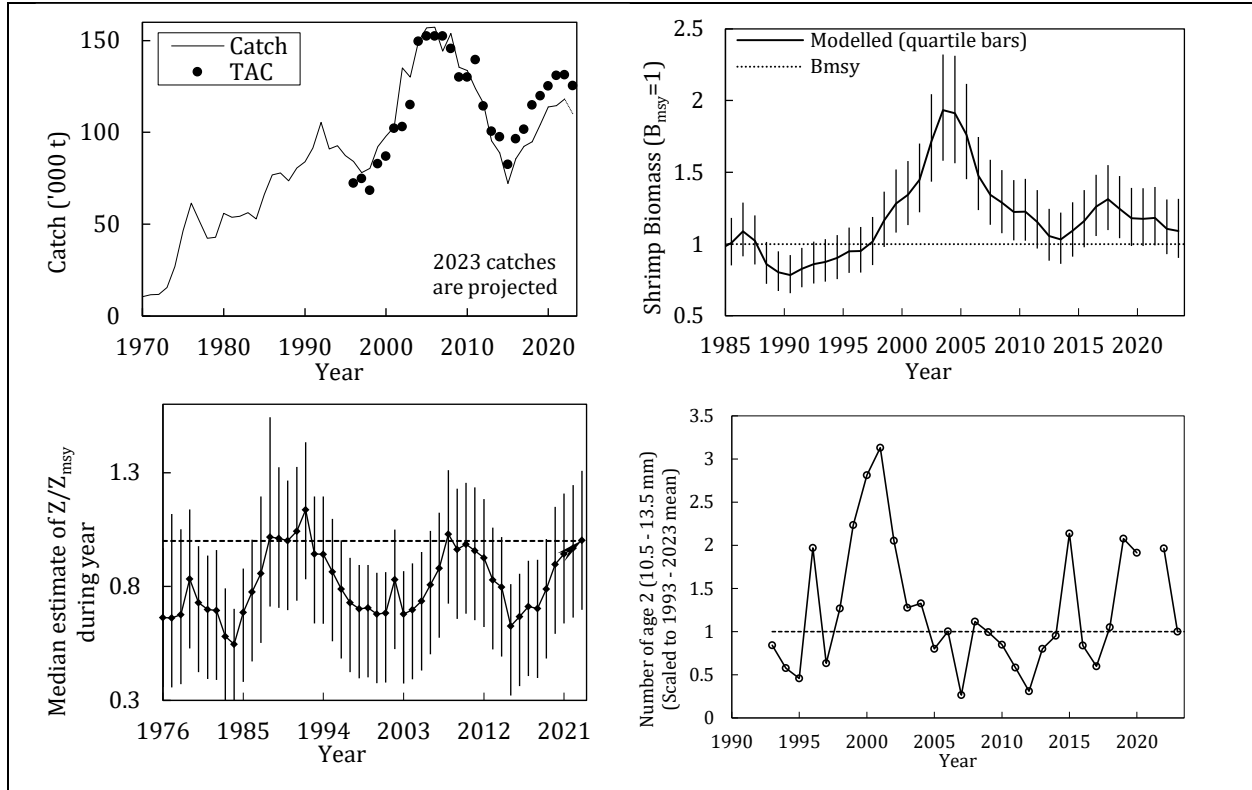 150
100
50
0
Catch ('000 t)
Catch
TAC
2023 catches
are projected
1970 1980 1990 2000 2010 2020
Year
2.5
2
1.5
1
0.5
Shrimp Biomass (Bmsy=1)
Modelled (quartile bars)
Bmsy
1985 1990 1995 2000 2005 2010 2015 2020
Year
1.3
0.8
0.3
Median estimate of Z/Zmsy
during year
1976 1985 1994 2003 2012 2021
Year
3.5
3
2.5
2
1.5
1
0.5
0
Number of age 2 (10.5 - 13.5 mm)
(Scaled to 1993 - 2023 mean)
1990 1995 2000 2005 2010 2015 2020
Year